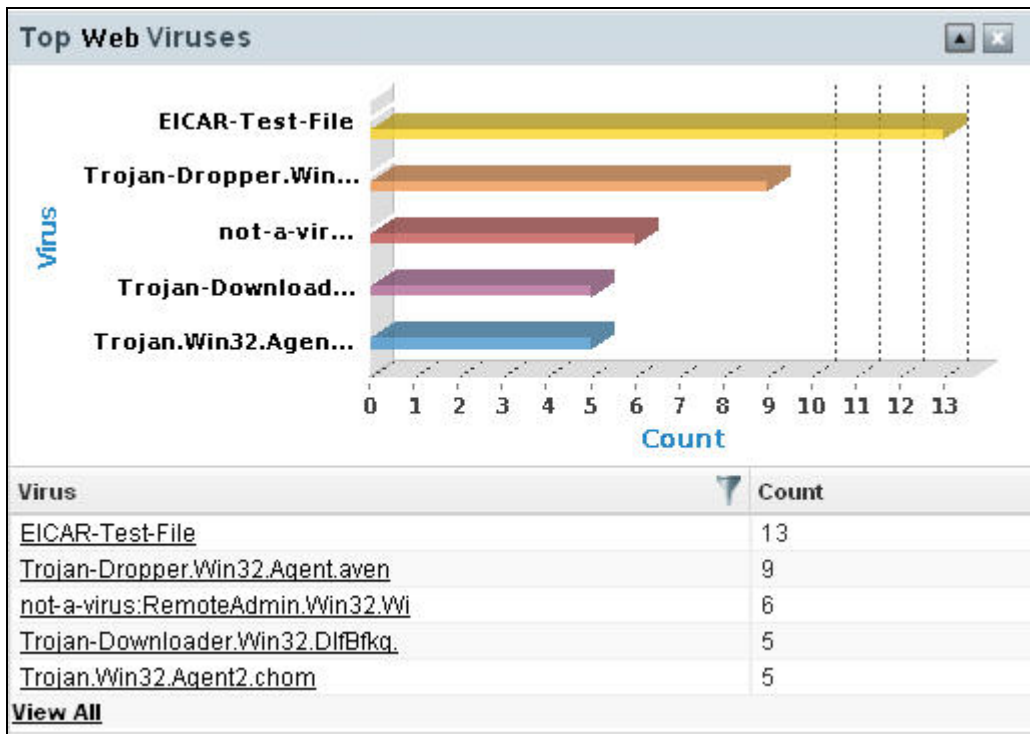 Top Web Viruses
EICAR-Test-File
Trojan-Dropper.Win...
not-a-vir...
Trojan-Download...
Trojan.Win32.Agen...
Virus
0 1 2 3 4 5 6 7 8 9 10 11 12 13
Count
Virus Count
EICAR-Test-File 13
Trojan-Dropper.Win32.Agent.aven 9
not-a-virus:RemoteAdmin.Win32.Wi 6
Trojan-Downloader.Win32.DlfBfkq. 5
Trojan.Win32.Agent2.chom 5
View All